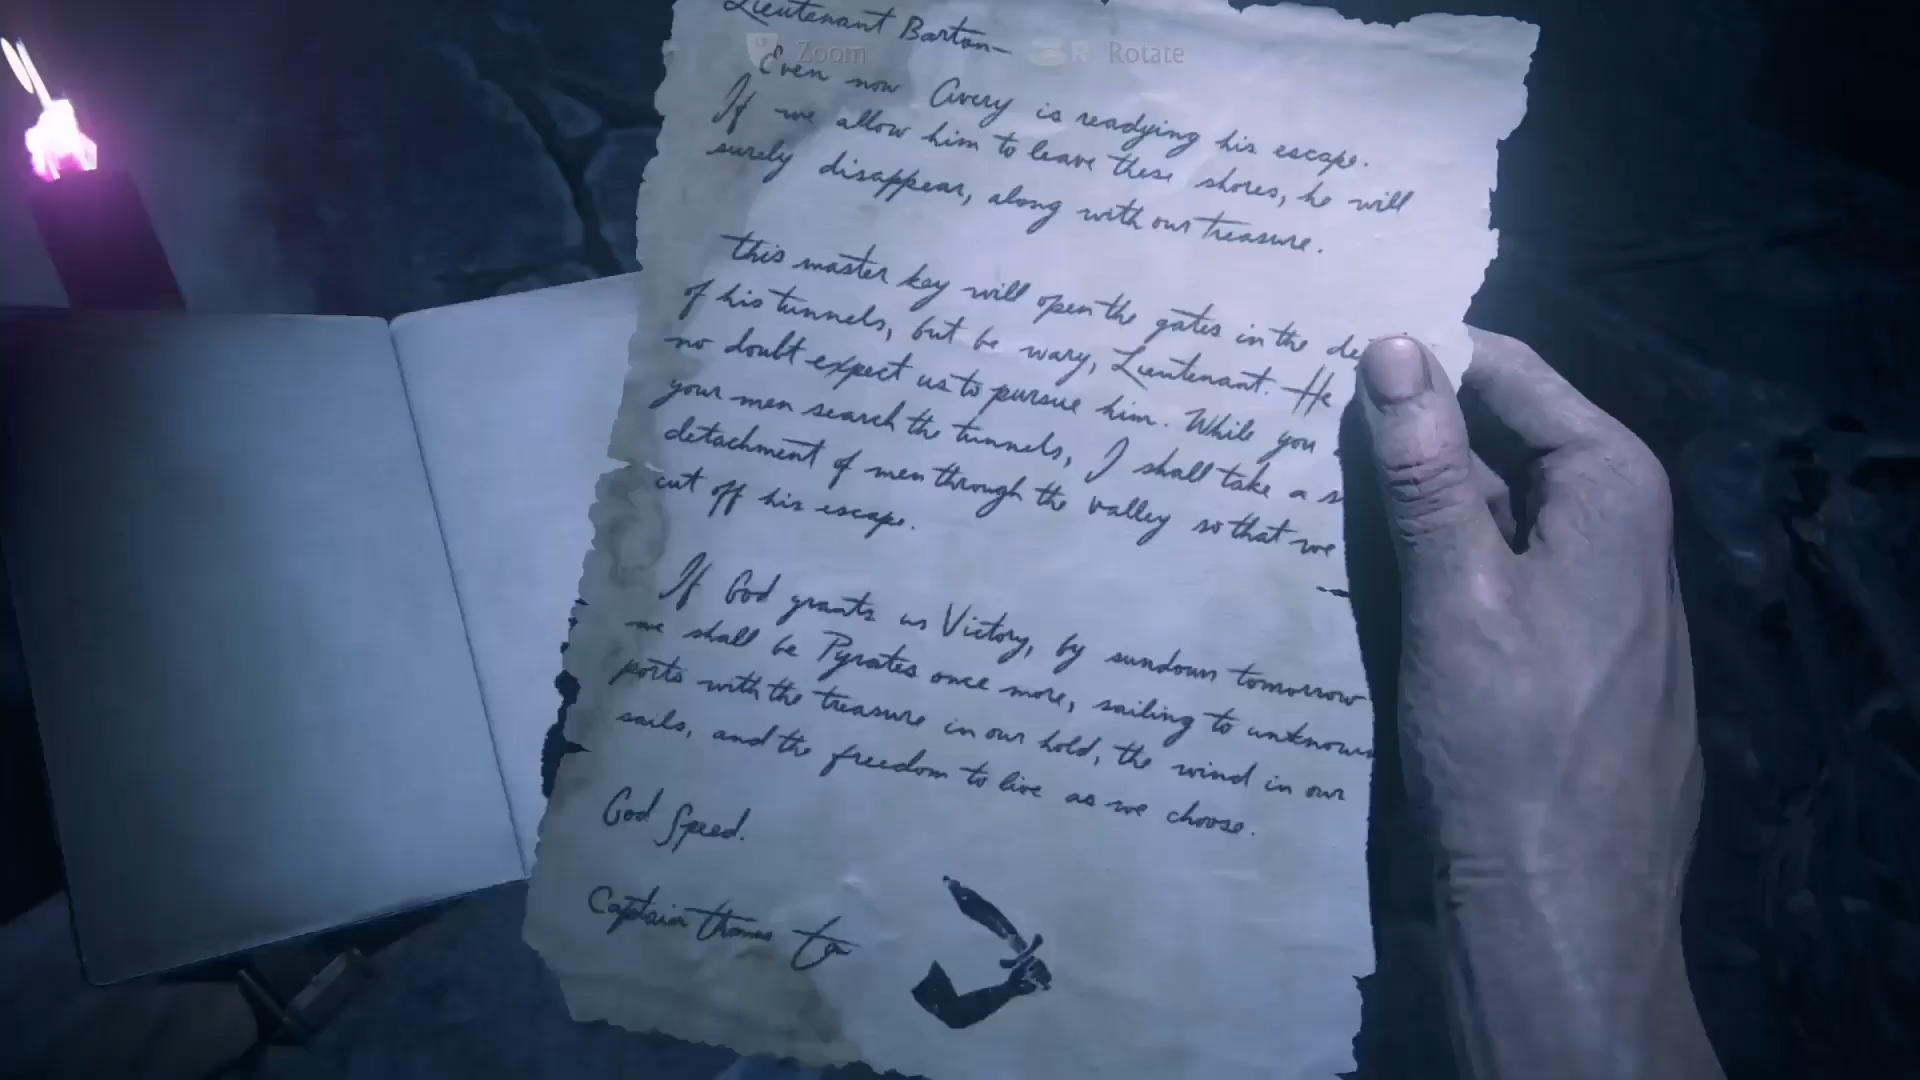 Lieutenant Barton—
Zoom
R Rotate
Even now Avery is readying his escape.
If we allow him to leave these shores, he will
surely disappear, along with our treasure.
This master key will open the gates in the
of his tunnels, but be wary, Lieutenant. He
no doubt expect us to pursue him. While you
your men search the tunnels, I shall take a
detachment of men through the valley so that we
cut off his escape.
If God grants us Victory, by sundown tomorrow
we shall be Pyrates once more, sailing to unknown
ports with the treasure in our hold, the wind in our
sails, and the freedom to live as we choose.
God Speed.
Captain Thomas Tew